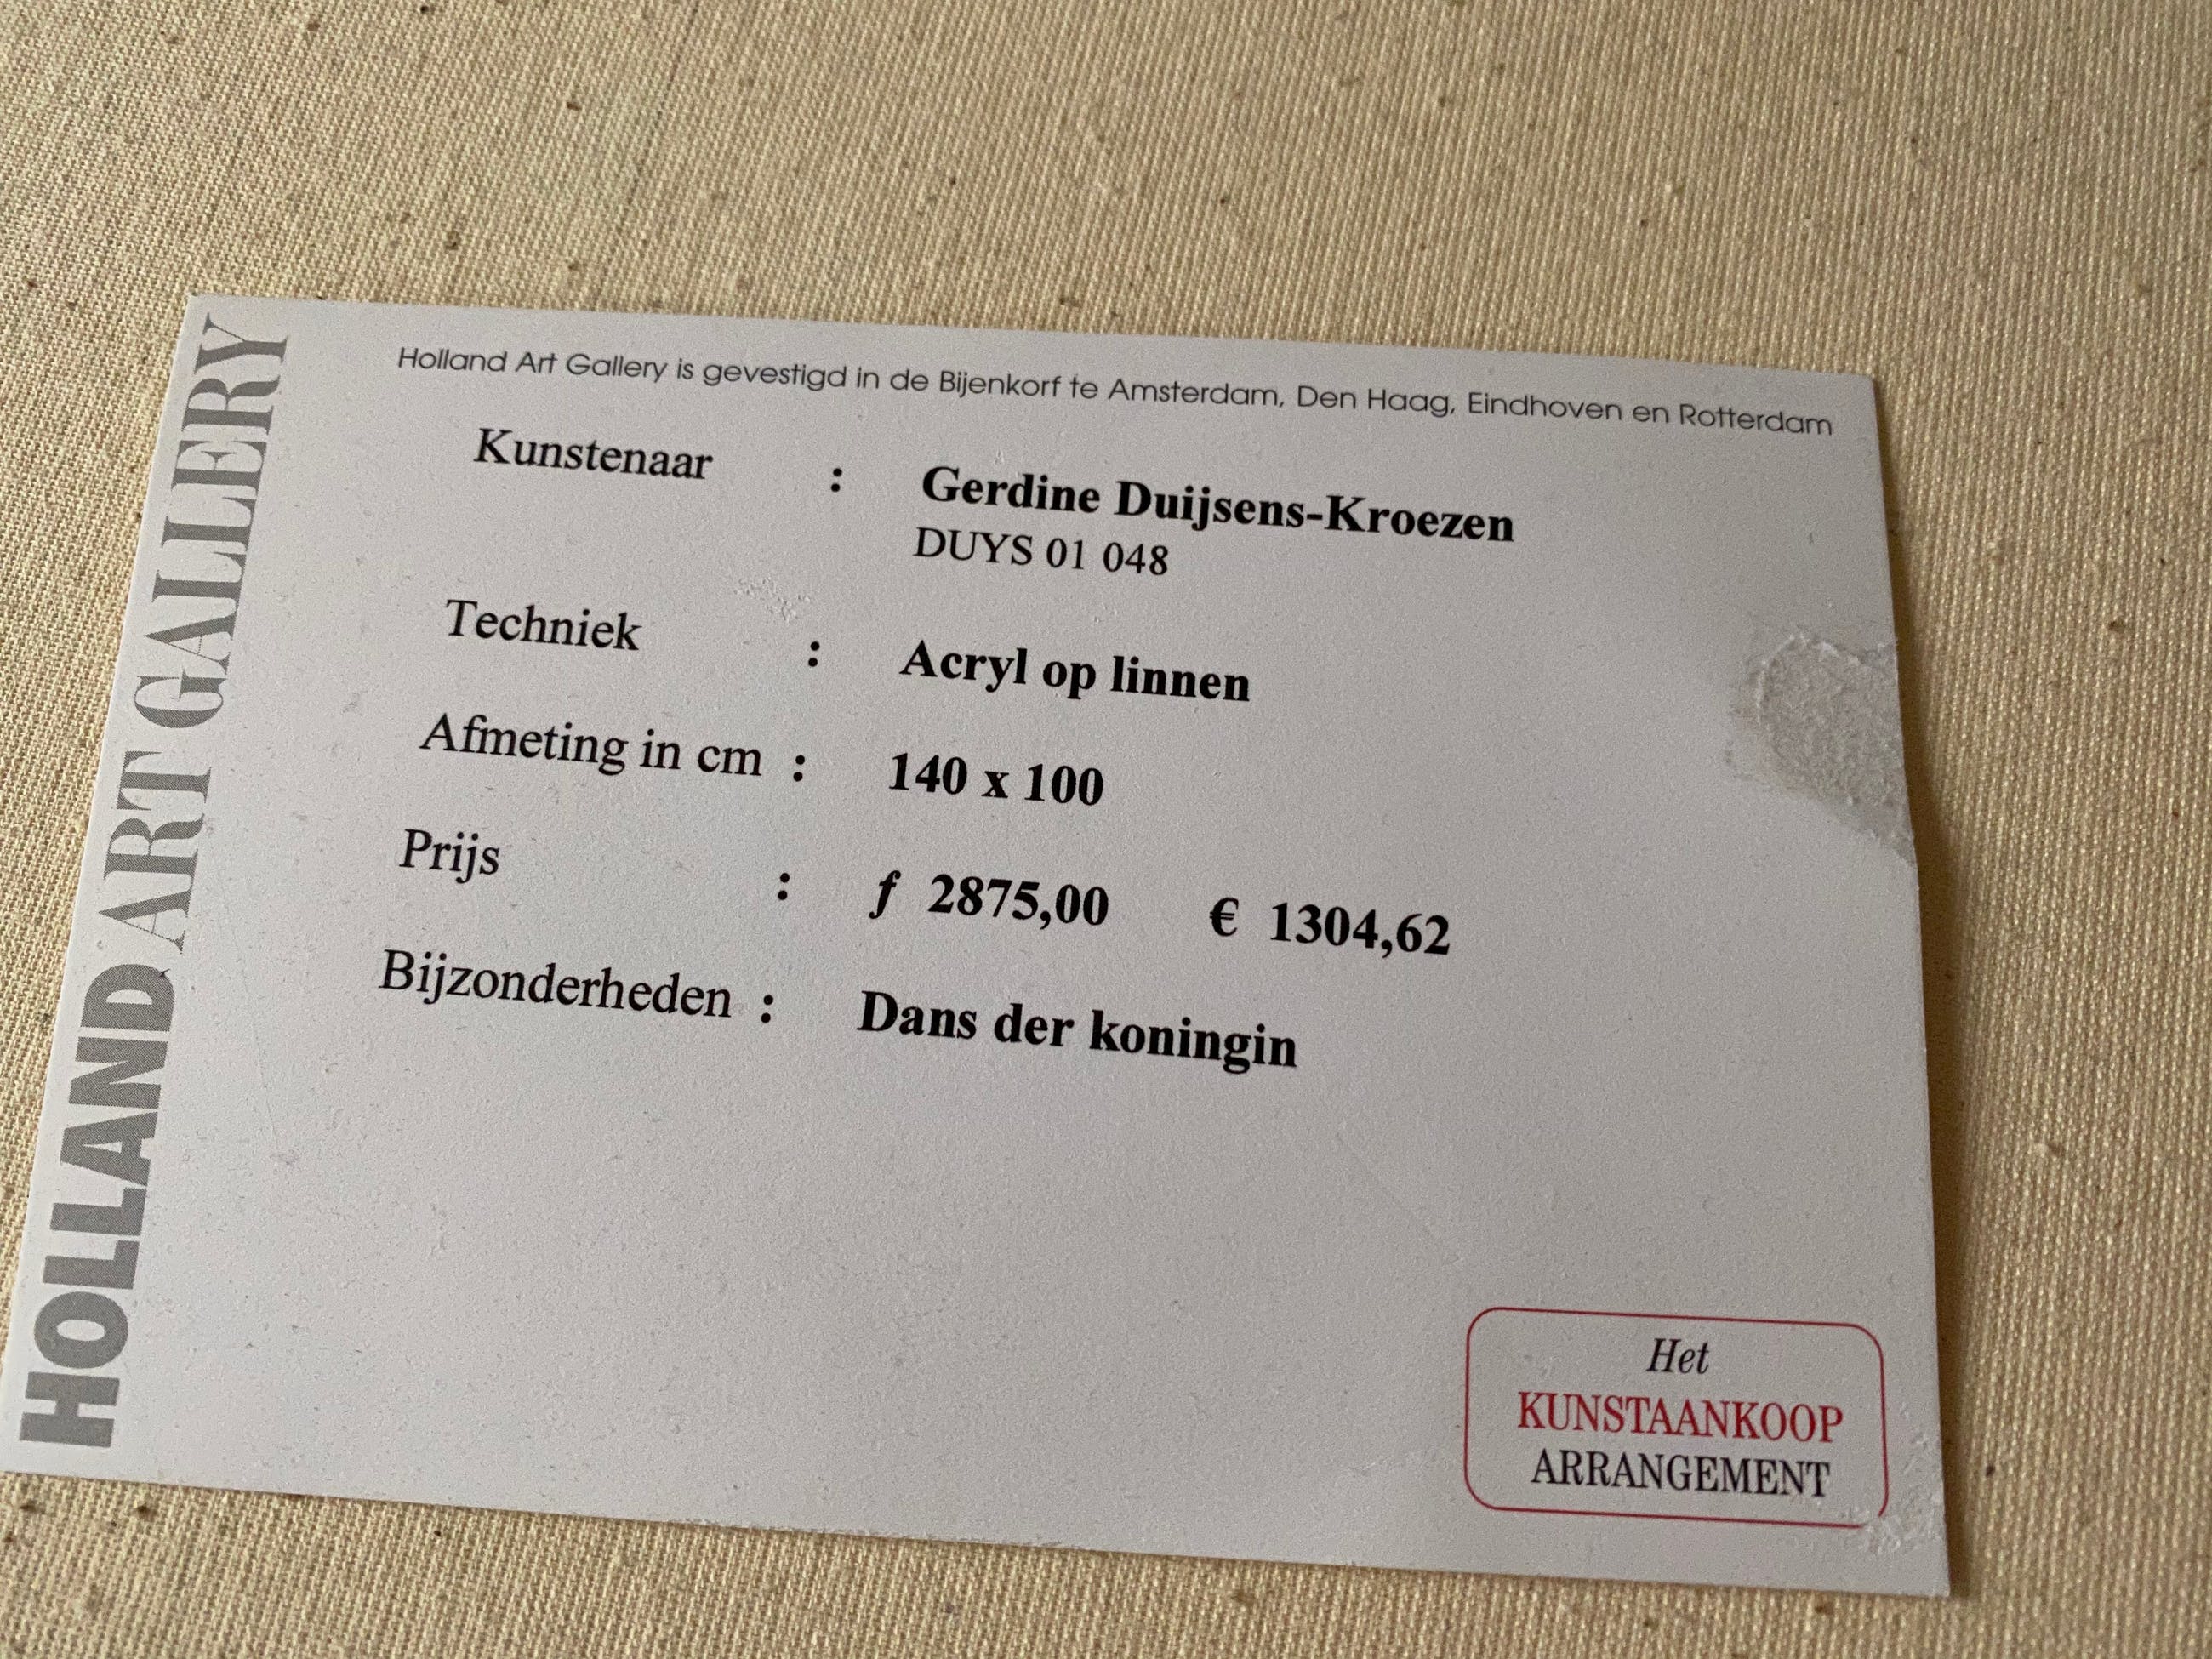 HOLLAND ART GALLERY
Holland Art Gallery is gevestigd in de Bijenkorf te Amsterdam, Den Haag, Eindhoven en Rotterdam
Kunstenaar : Gerdine Duijsens-Kroezen
DUYS 01 048
Techniek : Acryl op linnen
Afmeting in cm : 140 x 100
Prijs : ƒ 2875,00 € 1304,62
Bijzonderheden : Dans der koningin
Het
KUNSTAANKOOP
ARRANGEMENT